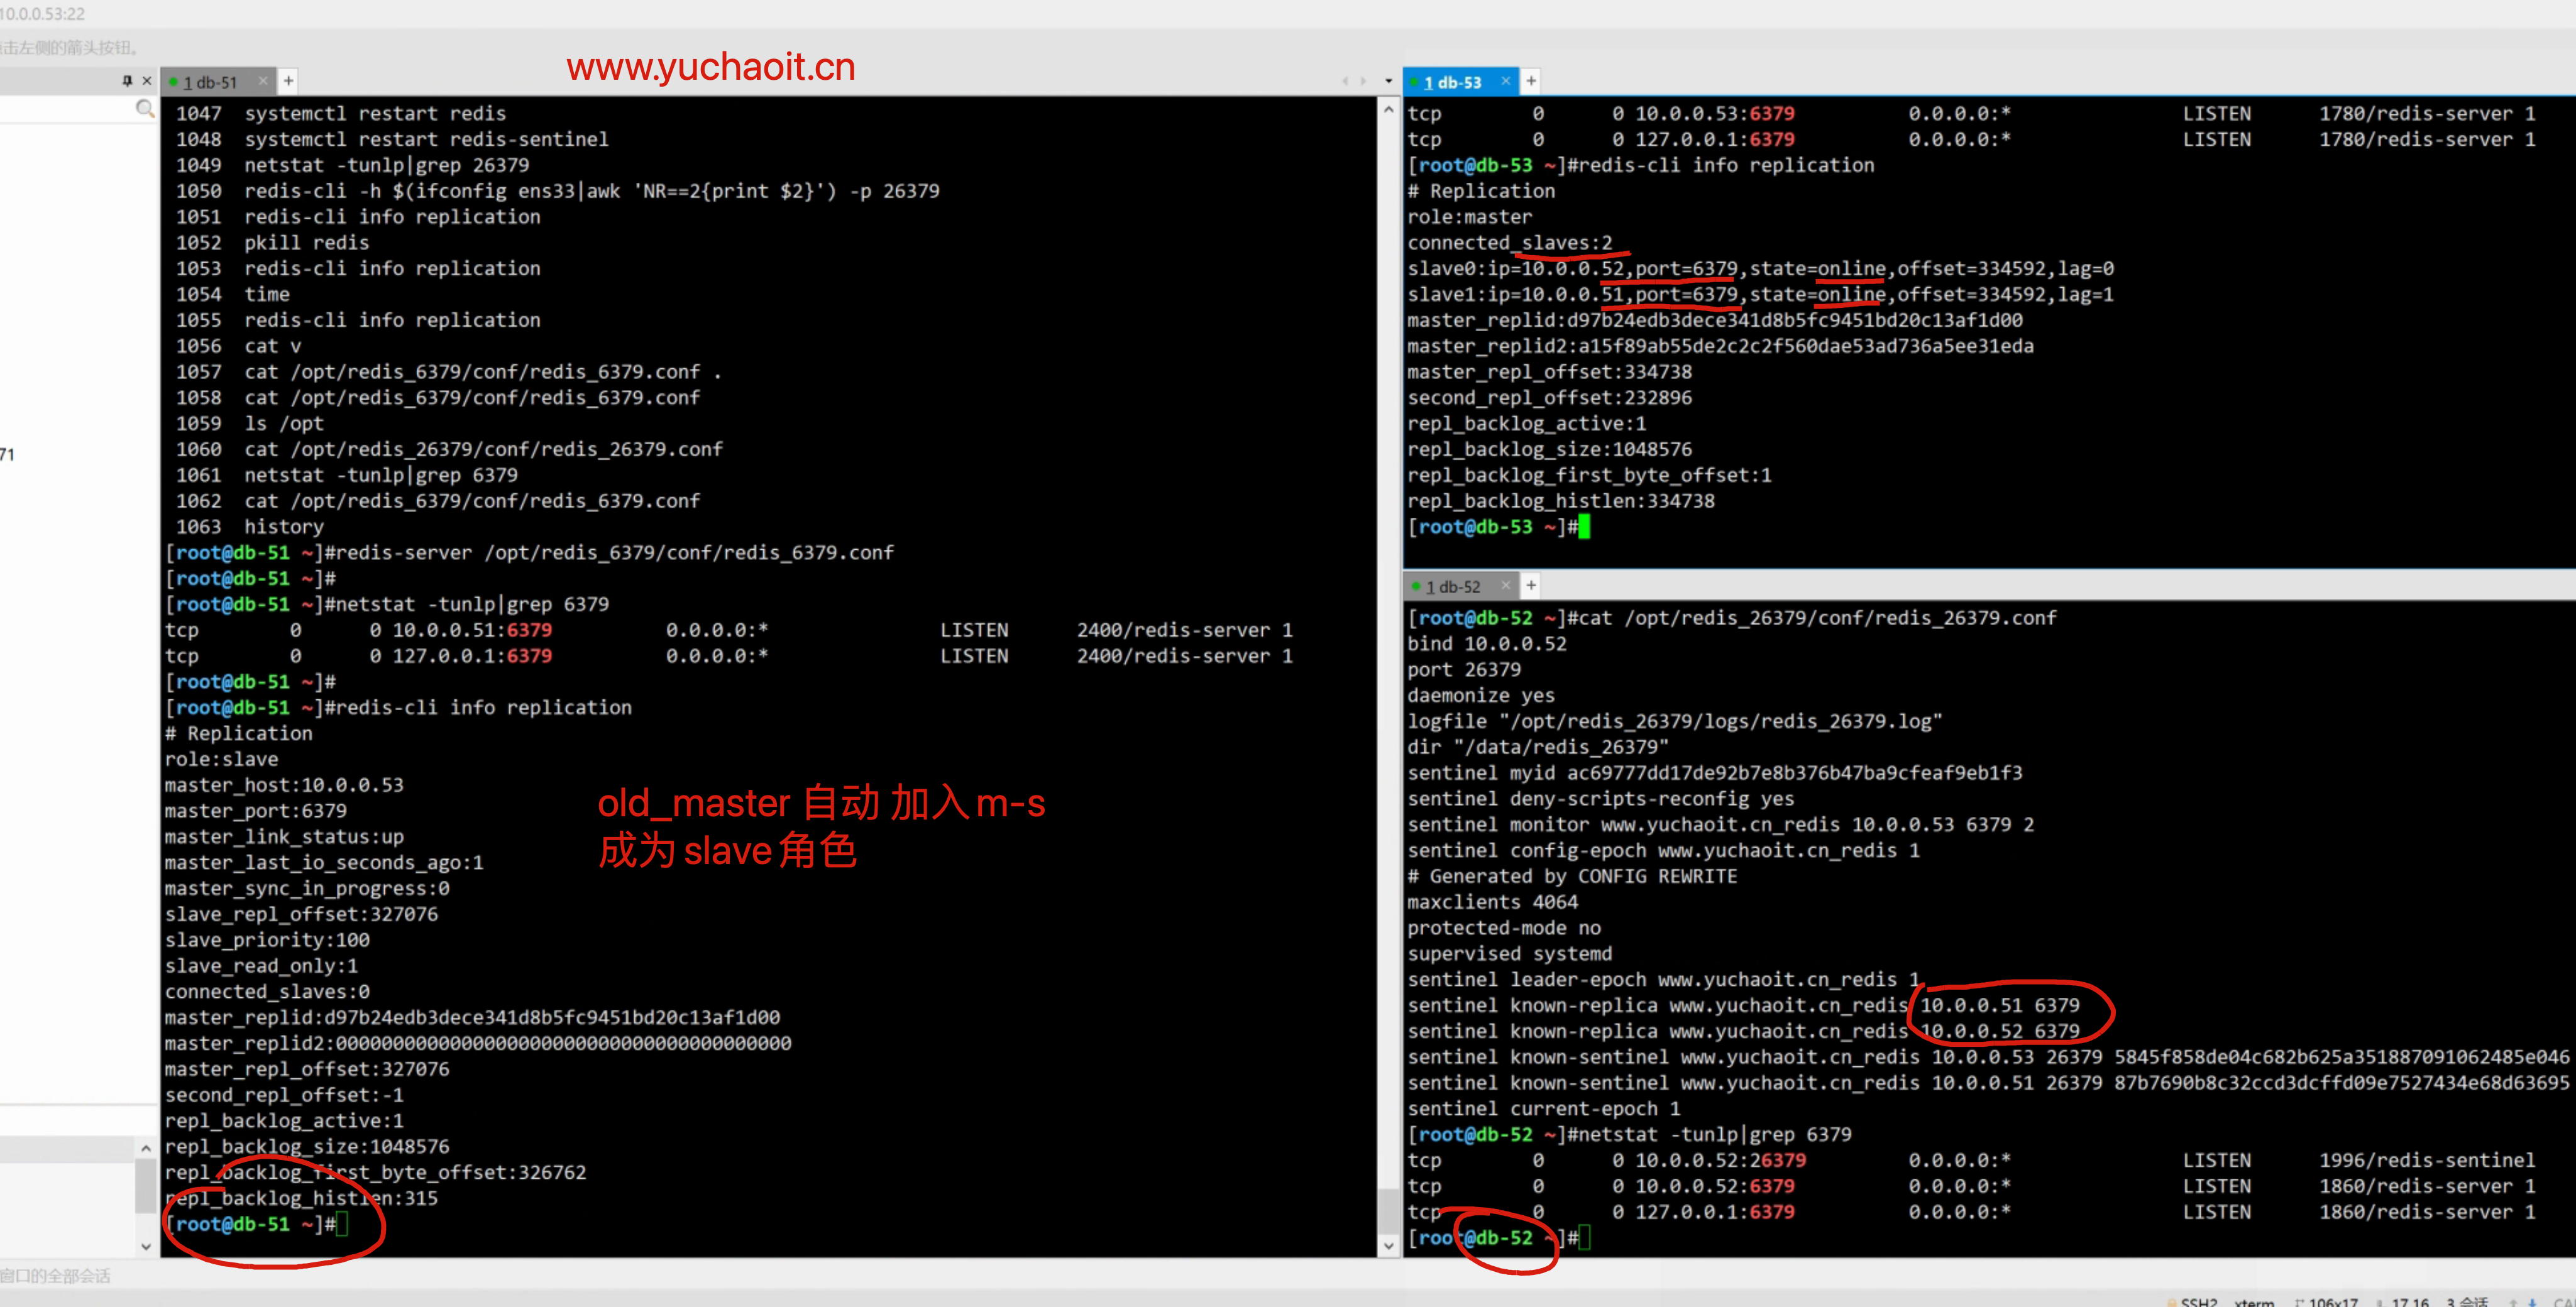 10.0.0.53:22
击左侧的箭头按钮。
www.yuchaoit.cn
1 db-51
1047 systemctl restart redis
1048 systemctl restart redis-sentinel
1049 netstat -tunlp|grep 26379
1050 redis-cli -h $(ifconfig ens33|awk 'NR==2{print $2}') -p 26379
1051 redis-cli info replication
1052 pkill redis
1053 redis-cli info replication
1054 time
1055 redis-cli info replication
1056 cat v
1057 cat /opt/redis_6379/conf/redis_6379.conf .
1058 cat /opt/redis_6379/conf/redis_6379.conf
1059 ls /opt
1060 cat /opt/redis_26379/conf/redis_26379.conf
1061 netstat -tunlp|grep 6379
1062 cat /opt/redis_6379/conf/redis_6379.conf
1063 history
[root@db-51 ~]#redis-server /opt/redis_6379/conf/redis_6379.conf
[root@db-51 ~]#
[root@db-51 ~]#netstat -tunlp|grep 6379
tcp 0 0 10.0.0.51:6379 0.0.0.0:* LISTEN 2400/redis-server 1
tcp 0 0 127.0.0.1:6379 0.0.0.0:* LISTEN 2400/redis-server 1
[root@db-51 ~]#
[root@db-51 ~]#redis-cli info replication
# Replication
role:slave
master_host:10.0.0.53
master_port:6379
master_link_status:up
master_last_io_seconds_ago:1
master_sync_in_progress:0
slave_repl_offset:327076
slave_priority:100
slave_read_only:1
connected_slaves:0
master_replid:d97b24edb3dece341d8b5fc9451bd20c13af1d00
master_replid2:0000000000000000000000000000000000000000
master_repl_offset:327076
second_repl_offset:-1
repl_backlog_active:1
repl_backlog_size:1048576
repl_backlog_first_byte_offset:326762
repl_backlog_histlen:315
[root@db-51 ~]#
old_master 自动 加入 m-s
成为 slave 角色
71
窗口的全部会话
1 db-53
tcp 0 0 10.0.0.53:6379 0.0.0.0:* LISTEN 1780/redis-server 1
tcp 0 0 127.0.0.1:6379 0.0.0.0:* LISTEN 1780/redis-server 1
[root@db-53 ~]#redis-cli info replication
# Replication
role:master
connected_slaves:2
slave0:ip=10.0.0.52,port=6379,state=online,offset=334592,lag=0
slave1:ip=10.0.0.51,port=6379,state=online,offset=334592,lag=1
master_replid:d97b24edb3dece341d8b5fc9451bd20c13af1d00
master_replid2:a15f89ab55de2c2c2f560dae53ad736a5ee31eda
master_repl_offset:334738
second_repl_offset:232896
repl_backlog_active:1
repl_backlog_size:1048576
repl_backlog_first_byte_offset:1
repl_backlog_histlen:334738
[root@db-53 ~]#
1 db-52
[root@db-52 ~]#cat /opt/redis_26379/conf/redis_26379.conf
bind 10.0.0.52
port 26379
daemonize yes
logfile "/opt/redis_26379/logs/redis_26379.log"
dir "/data/redis_26379"
sentinel myid ac69777dd17de92b7e8b376b47ba9cfeaf9eb1f3
sentinel deny-scripts-reconfig yes
sentinel monitor www.yuchaoit.cn_redis 10.0.0.53 6379 2
sentinel config-epoch www.yuchaoit.cn_redis 1
# Generated by CONFIG REWRITE
maxclients 4064
protected-mode no
supervised systemd
sentinel leader-epoch www.yuchaoit.cn_redis 1
sentinel known-replica www.yuchaoit.cn_redis 10.0.0.51 6379
sentinel known-replica www.yuchaoit.cn_redis 10.0.0.52 6379
sentinel known-sentinel www.yuchaoit.cn_redis 10.0.0.53 26379 5845f858de04c682b625a351887091062485e046
sentinel known-sentinel www.yuchaoit.cn_redis 10.0.0.51 26379 87b7690b8c32ccd3dcffd09e7527434e68d63695
sentinel current-epoch 1
[root@db-52 ~]#netstat -tunlp|grep 6379
tcp 0 0 10.0.0.52:26379 0.0.0.0:* LISTEN 1996/redis-sentinel
tcp 0 0 10.0.0.52:6379 0.0.0.0:* LISTEN 1860/redis-server 1
tcp 0 0 127.0.0.1:6379 0.0.0.0:* LISTEN 1860/redis-server 1
[root@db-52 ~]#
SSH2 xterm 106x17 17,16 3 会话